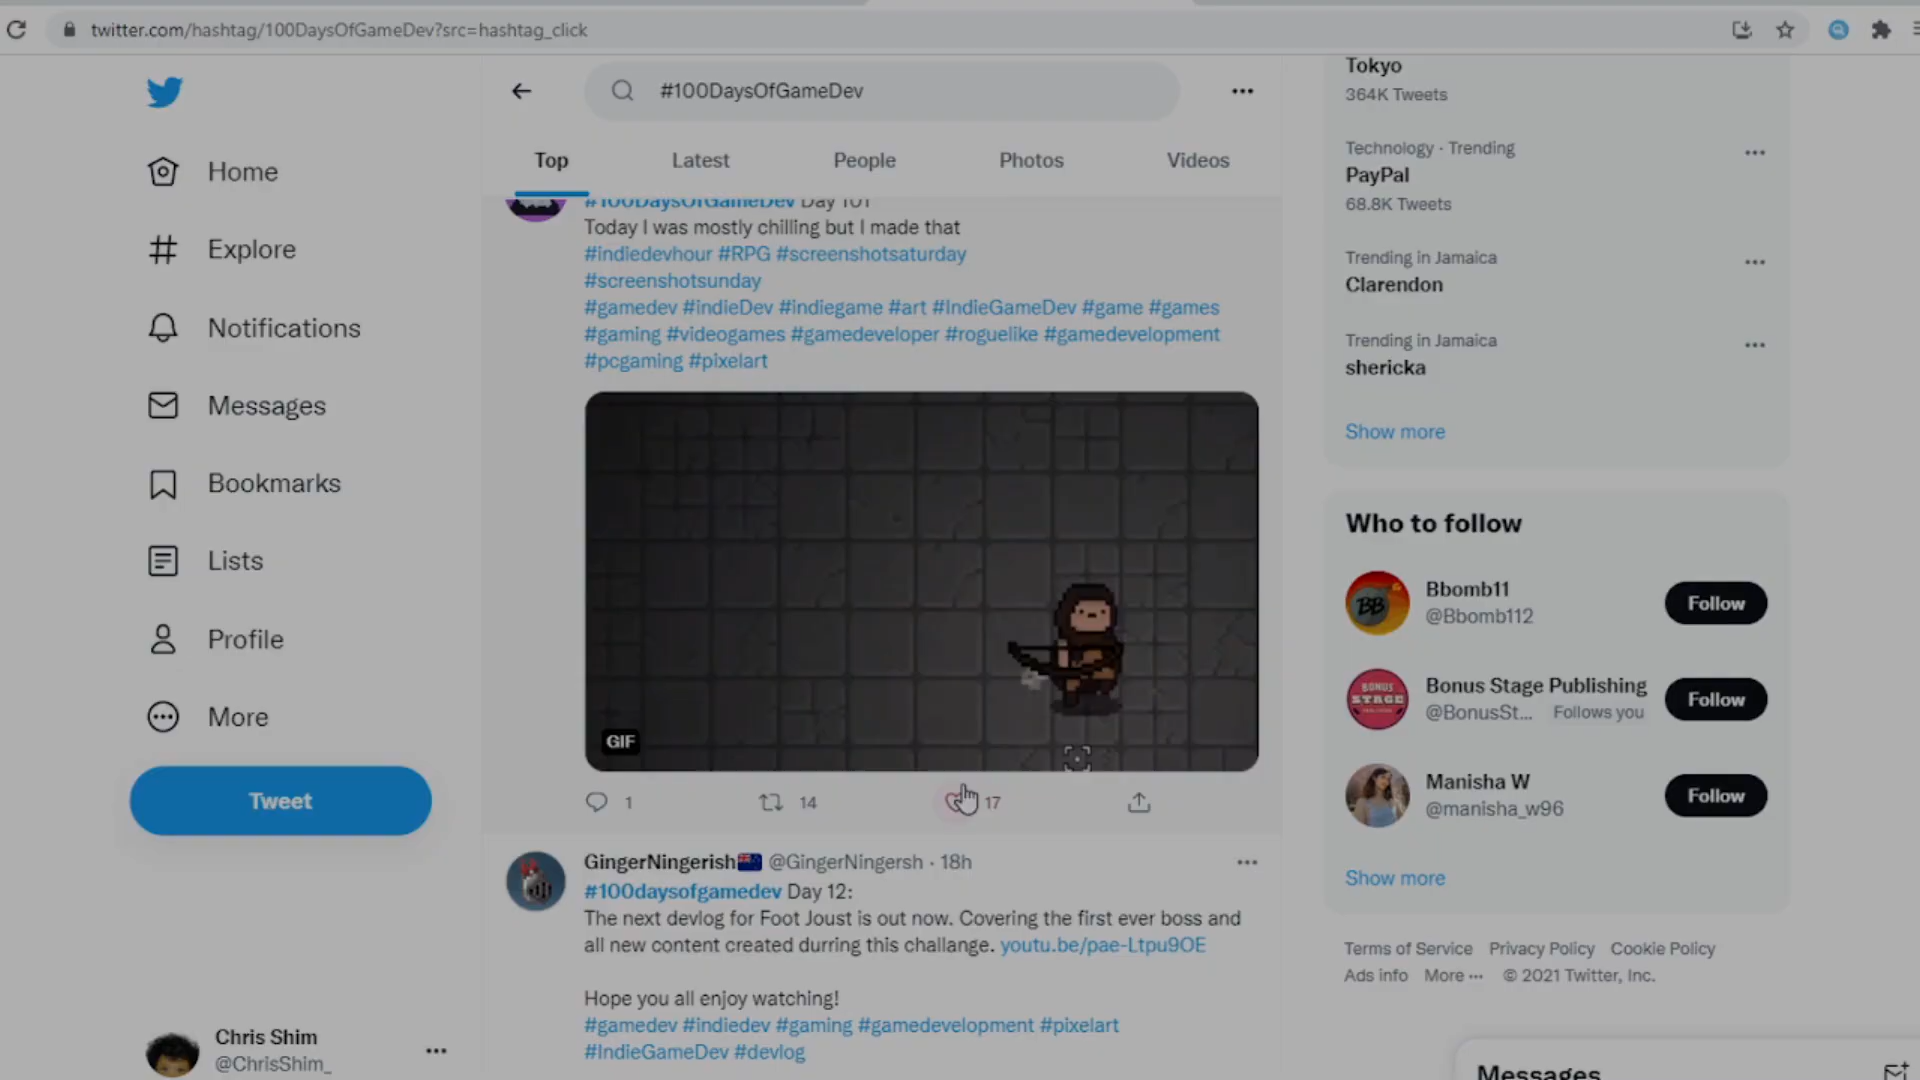 twitter.com/hashtag/100DaysOfGameDev?src=hashtag_click
Home
Explore
Notifications
Messages
Bookmarks
Lists
Profile
More
Tweet
Chris Shim
@ChrisShim_
#100DaysOfGameDev
Top
Latest
People
Photos
Videos
#100DaysOfGameDev Day 101
Today I was mostly chilling but I made that
#indiedevhour #RPG #screenshotsaturday
#screenshotsunday
#gamedev #indieDev #indiegame #art #IndieGameDev #game #games
#gaming #videogames #gamedeveloper #roguelike #gamedevelopment
#pcgaming #pixelart
GIF
1
14
17
GingerNingerish @GingerNingersh · 18h
#100daysofgamedev Day 12:
The next devlog for Foot Joust is out now. Covering the first ever boss and
all new content created durring this challange. youtu.be/pae-Ltpu9OE
Hope you all enjoy watching!
#gamedev #indiedev #gaming #gamedevelopment #pixelart
#IndieGameDev #devlog
Tokyo
364K Tweets
Technology · Trending
PayPal
68.8K Tweets
Trending in Jamaica
Clarendon
Trending in Jamaica
shericka
Show more
Who to follow
BB
Bbomb11
@Bbomb112
Follow
BONUS
STAGE
Bonus Stage Publishing
@BonusSt... Follows you
Follow
Manisha W
@manisha_w96
Follow
Show more
Terms of Service Privacy Policy Cookie Policy
Ads info More ··· © 2021 Twitter, Inc.
Messages